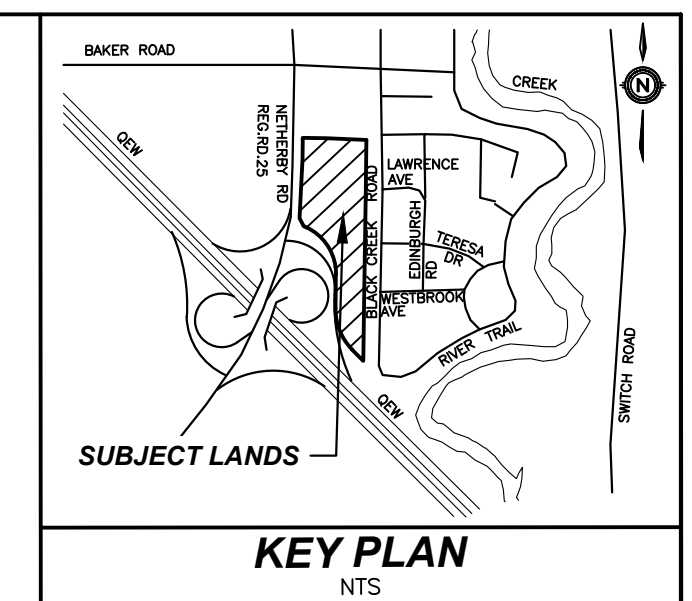 BAKER ROAD
CREEK
N
NETHERBY RD
REG.RD.25
QEW
LAWRENCE
AVE
BLACK CREEK ROAD
EDINBURGH
RD
TERESA
DR
WESTBROOK
AVE
RIVER TRAIL
SWITCH ROAD
QEW
SUBJECT LANDS
KEY PLAN
NTS